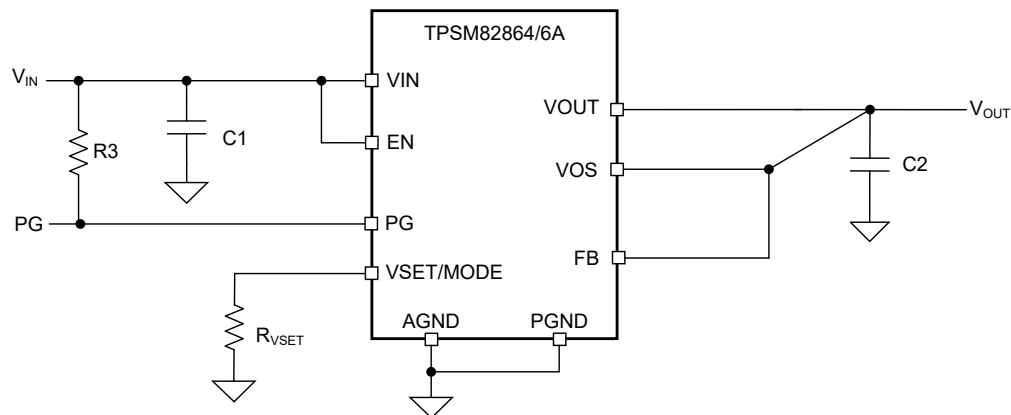 TPSM82864/6A
VIN
VIN
VOUT
VOUT
R3
C1
EN
VOS
C2
PG
PG
FB
VSET/MODE
RVSET
AGND
PGND